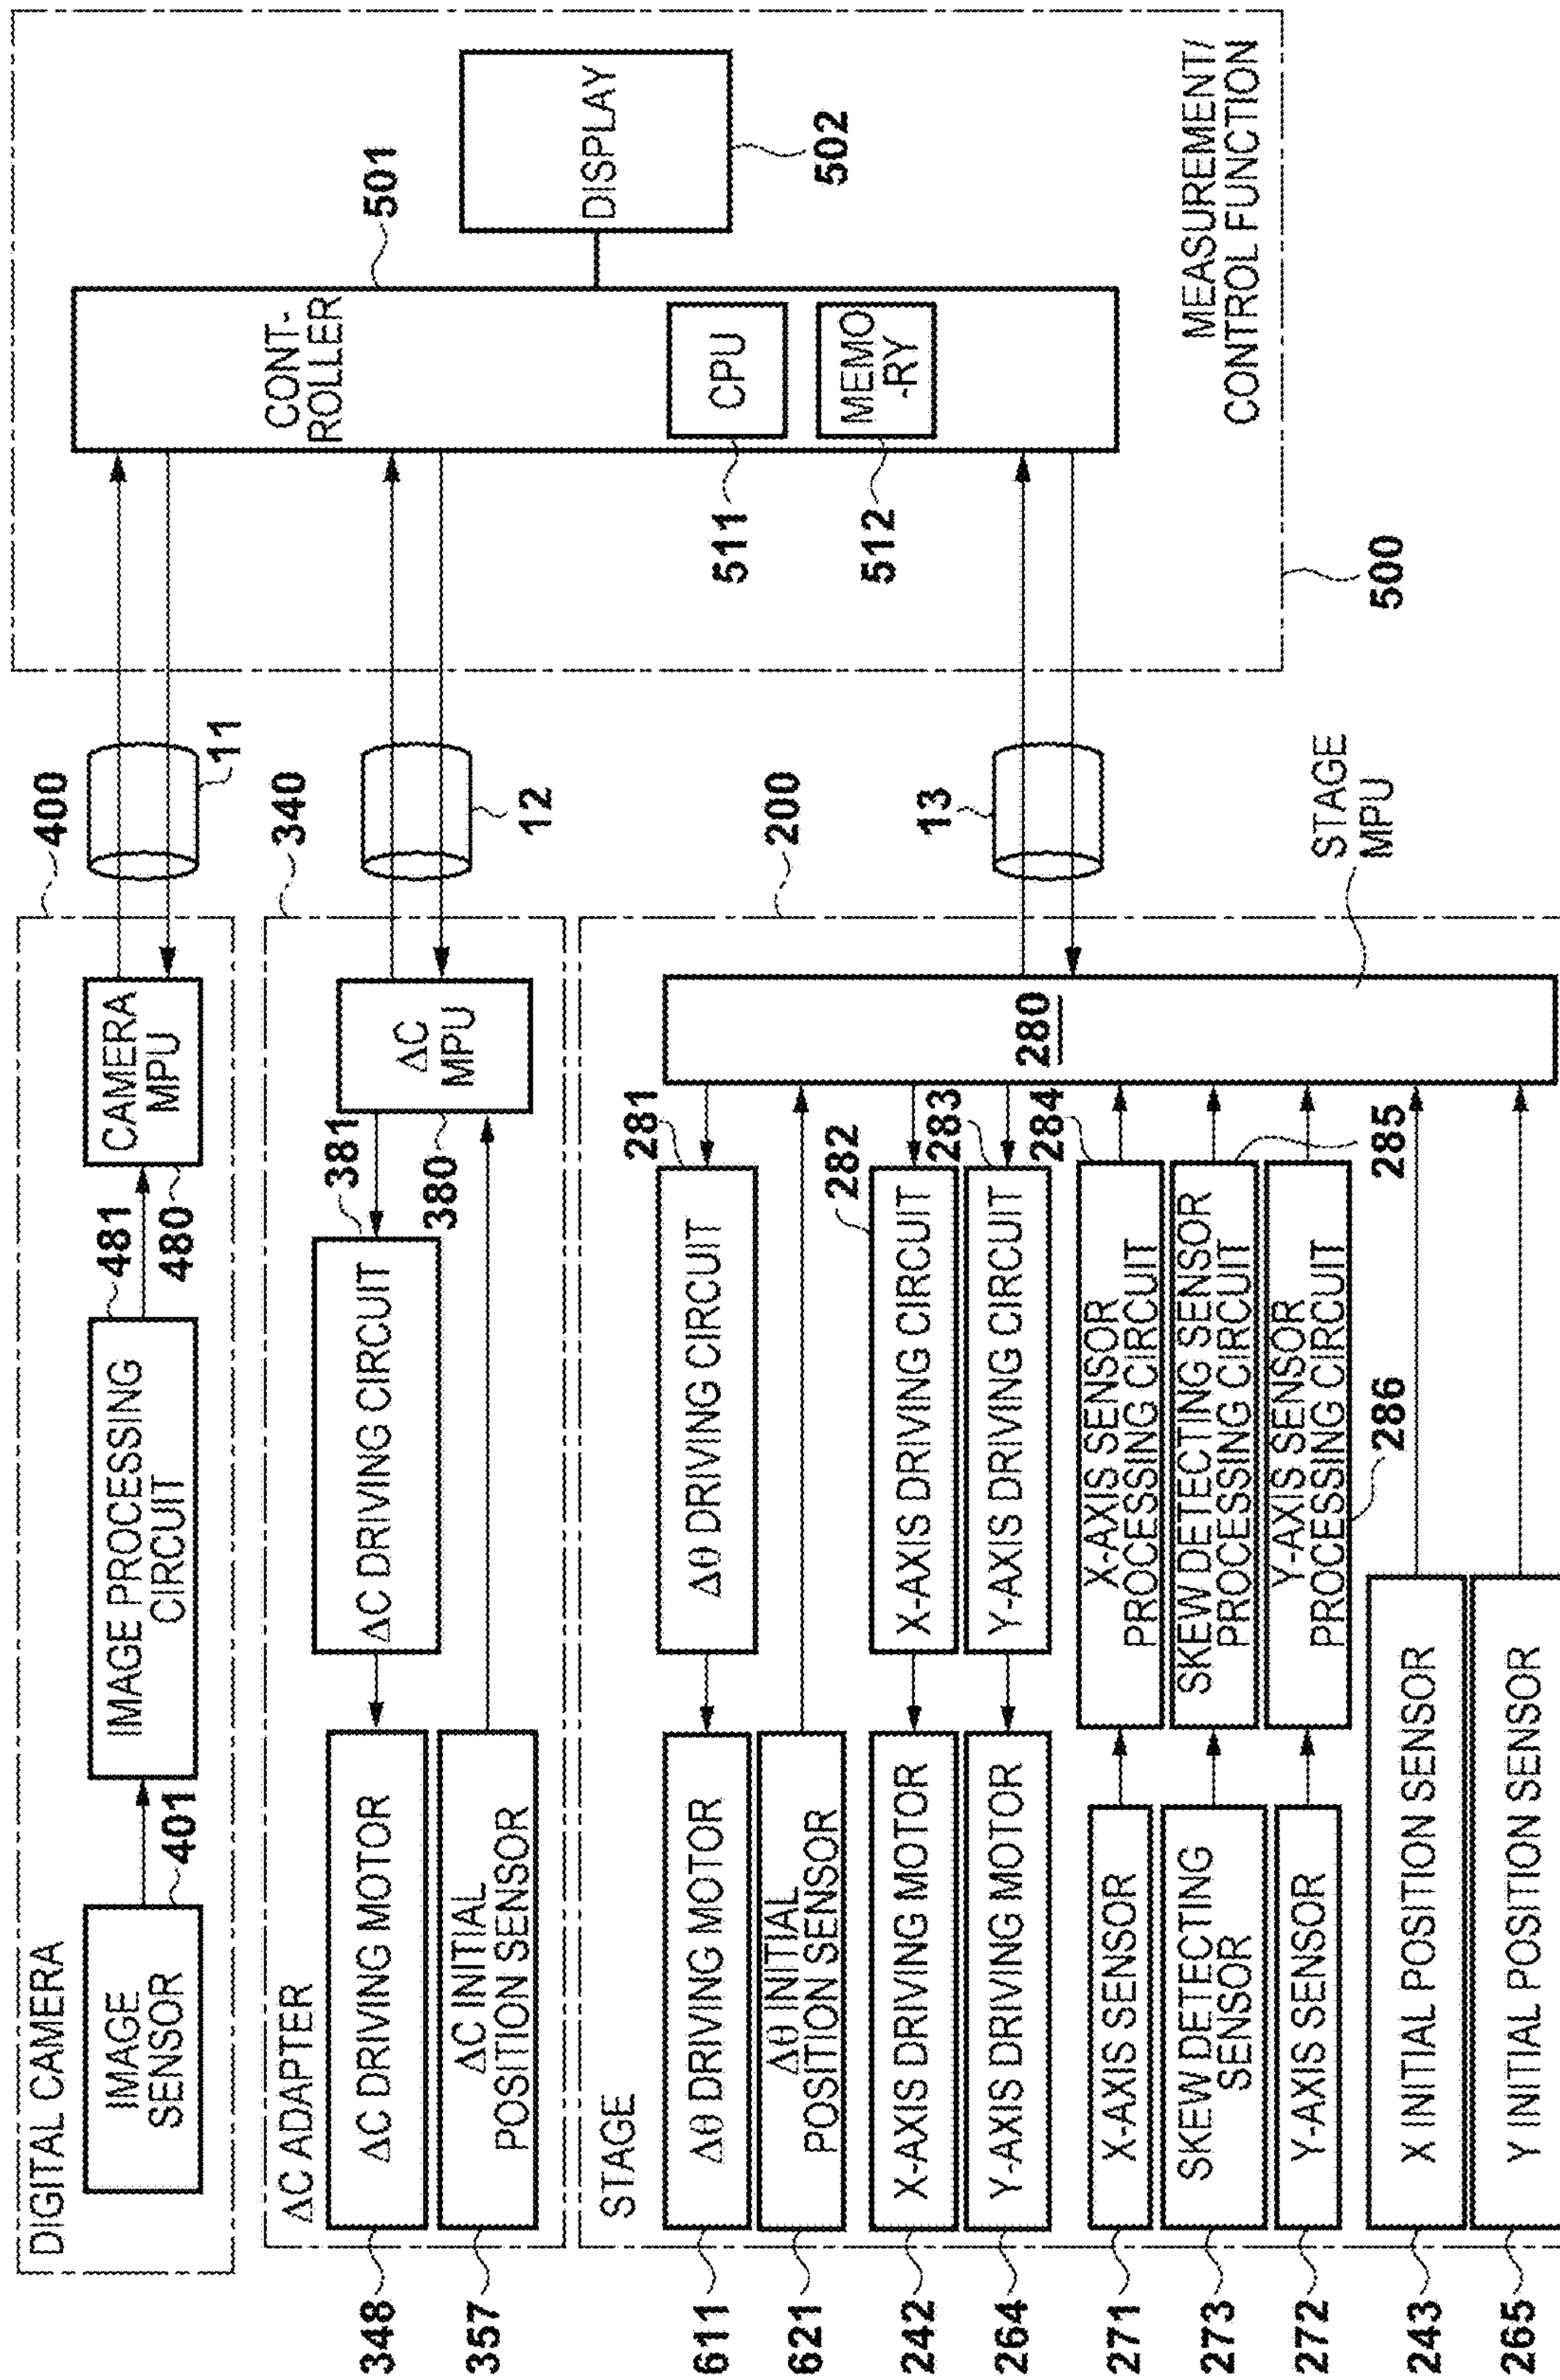 DIGITAL CAMERA
IMAGE
SENSOR
401
IMAGE PROCESSING
CIRCUIT
481
CAMERA
MPU
480
400
11
ΔC ADAPTER
348
ΔC DRIVING MOTOR
ΔC DRIVING CIRCUIT
381
357
ΔC INITIAL
POSITION SENSOR
ΔC
MPU
380
340
12
STAGE
611
Δθ DRIVING MOTOR
Δθ DRIVING CIRCUIT
281
621
Δθ INITIAL
POSITION SENSOR
242
X-AXIS DRIVING MOTOR
X-AXIS DRIVING CIRCUIT
282
264
Y-AXIS DRIVING MOTOR
Y-AXIS DRIVING CIRCUIT
283
271
X-AXIS SENSOR
X-AXIS SENSOR
PROCESSING CIRCUIT
284
273
SKEW DETECTING
SENSOR
SKEW DETECTING SENSOR
PROCESSING CIRCUIT
285
272
Y-AXIS SENSOR
Y-AXIS SENSOR
PROCESSING CIRCUIT
286
243
X INITIAL POSITION SENSOR
265
Y INITIAL POSITION SENSOR
280
STAGE
MPU
200
13
CONT-
ROLLER
501
CPU
511
MEMO
-RY
512
DISPLAY
502
MEASUREMENT/
CONTROL FUNCTION
500